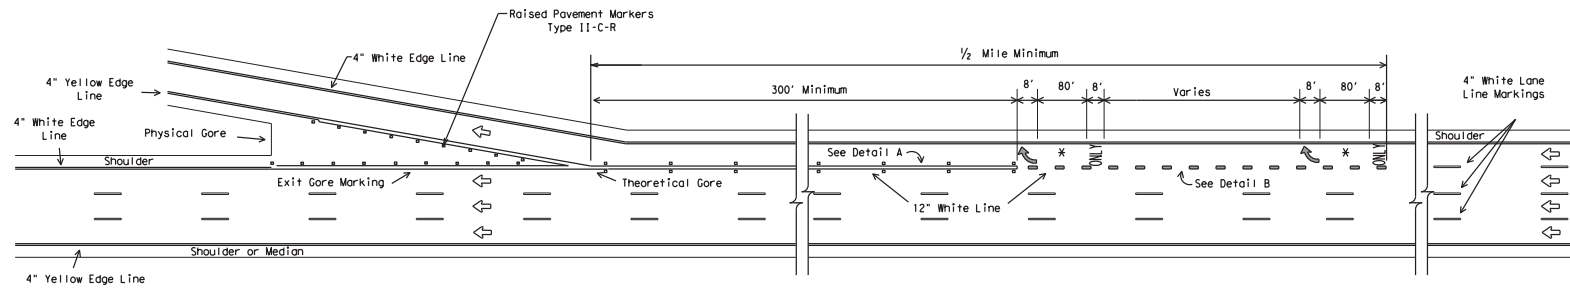 Raised Pavement Markers
Type II-C-R
4" White Edge Line
½ Mile Minimum
4" Yellow Edge
Line
300' Minimum
8'
80'
8'
Varies
8'
80'
8'
4" White Lane
Line Markings
4" White Edge
Line
Physical Gore
Shoulder
*
ONLY
*
ONLY
Shoulder
See Detail A
Exit Gore Marking
Theoretical Gore
See Detail B
12" White Line
Shoulder or Median
4" Yellow Edge Line